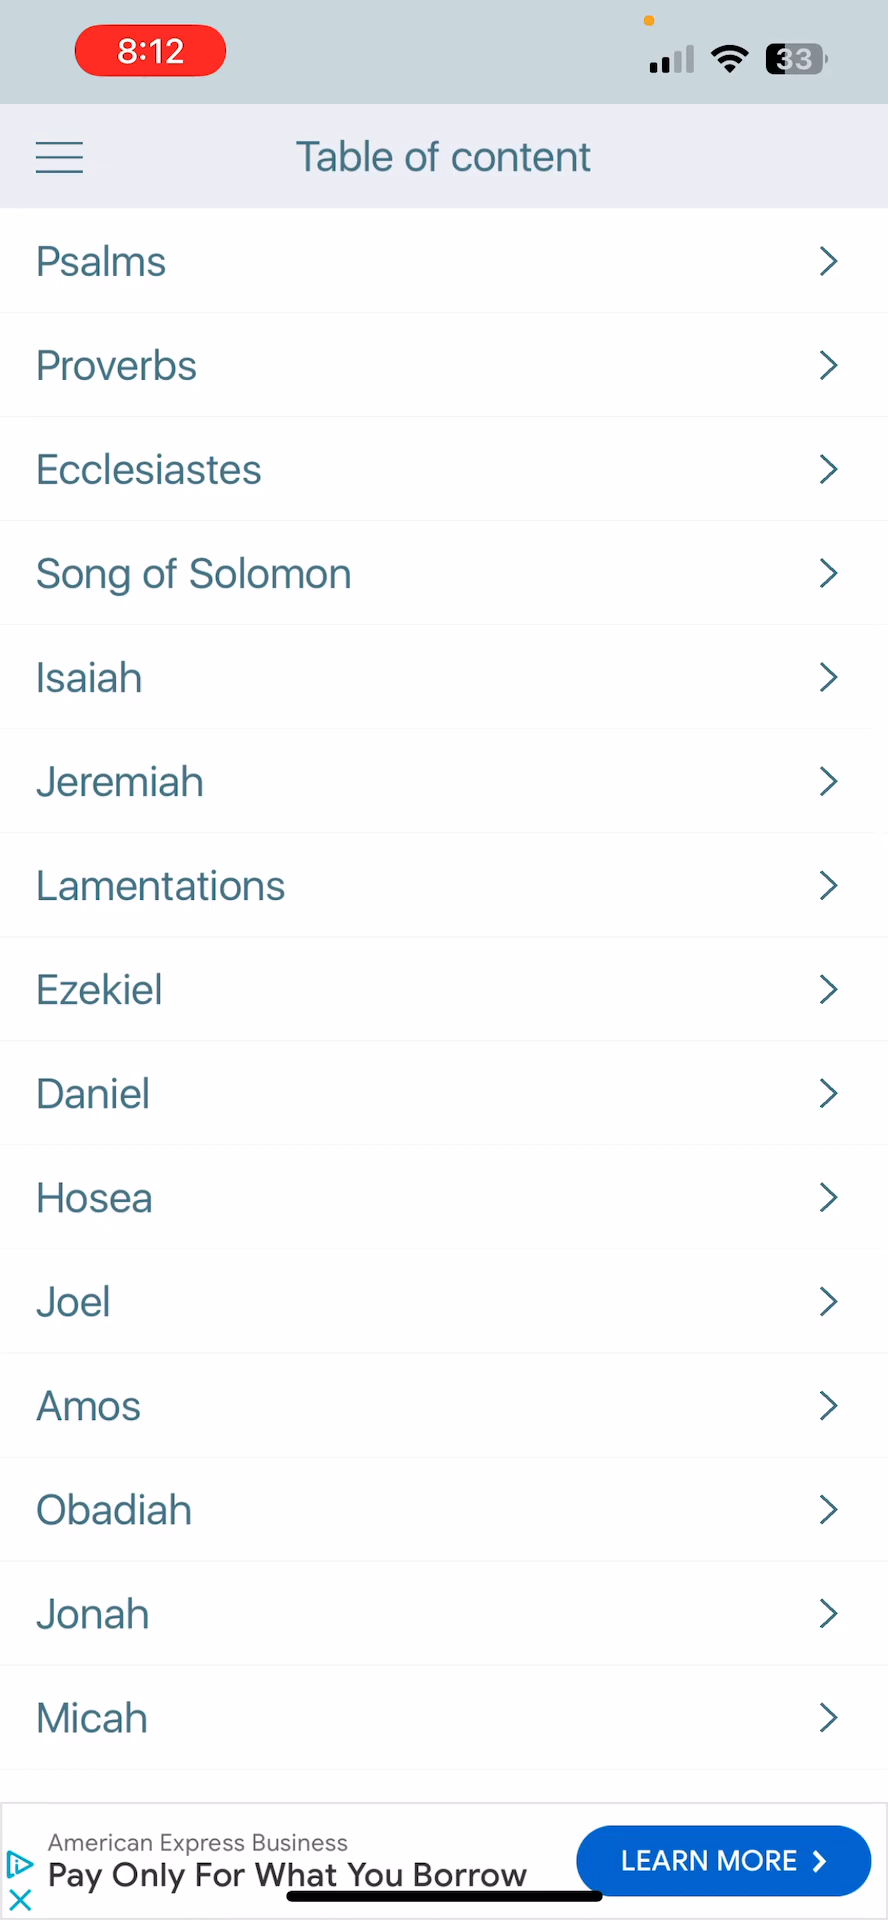 8:12
33
Table of content
Psalms
Proverbs
Ecclesiastes
Song of Solomon
Isaiah
Jeremiah
Lamentations
Ezekiel
Daniel
Hosea
Joel
Amos
Obadiah
Jonah
Micah
American Express Business
Pay Only For What You Borrow
LEARN MORE